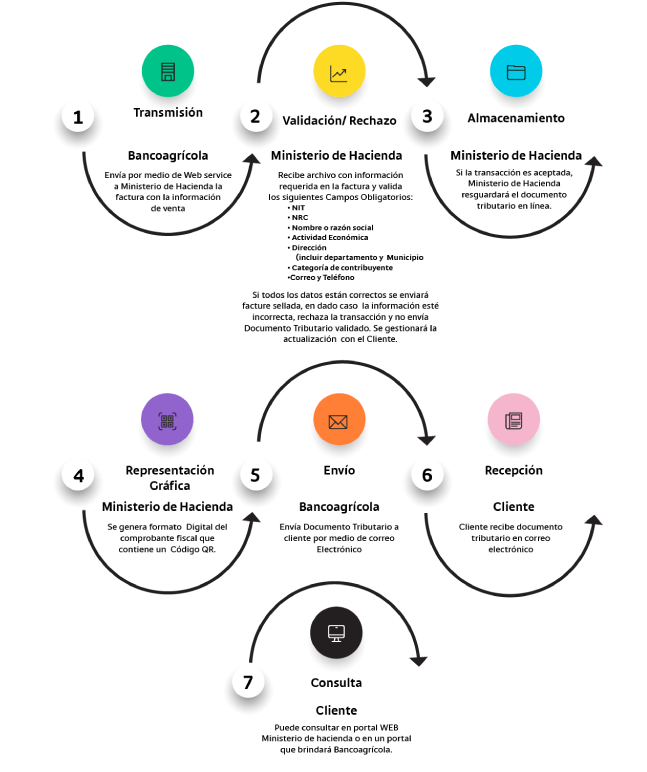 1
Transmisión
Bancoagrícola
Envía por medio de Web service
a Ministerio de Hacienda la
factura con la información
de venta
2
Validación/ Rechazo
Ministerio de Hacienda
Recibe archivo con información
requerida en la factura y valida
los siguientes Campos Obligatorios:
• NIT
• NRC
• Nombre o razón social
• Actividad Económica
• Dirección
(incluir departamento y Municipio
• Categoría de contribuyente
•Correo y Teléfono
Si todos los datos están correctos se enviará
facture sellada, en dado caso la información esté
incorrecta, rechaza la transacción y no envía
Documento Tributario validado. Se gestionará la
actualización con el Cliente.
3
Almacenamiento
Ministerio de Hacienda
Si la transacción es aceptada,
Ministerio de Hacienda
resguardará el documento
tributario en línea.
4
Representación
Gráfica
Ministerio de Hacienda
Se genera formato Digital del
comprobante fiscal que
contiene un Código QR.
5
Envío
Bancoagrícola
Envía Documento Tributario a
cliente por medio de correo
Electrónico
6
Recepción
Cliente
Cliente recibe documento
tributario en correo
electrónico
7
Consulta
Cliente
Puede consultar en portal WEB
Ministerio de hacienda o en un portal
que brindará Bancoagrícola.